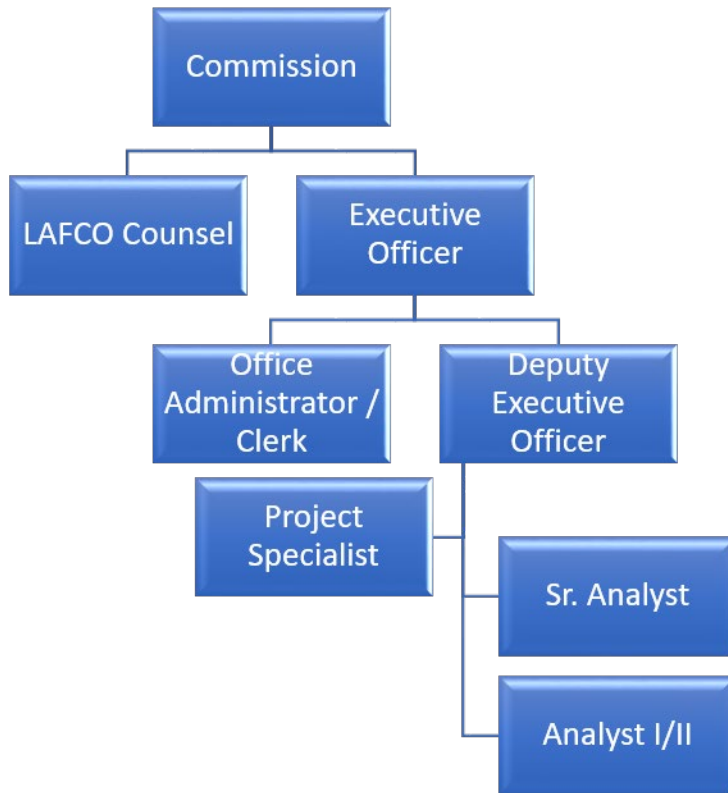 Commission
LAFCO Counsel
Executive
Officer
Office
Administrator /
Clerk
Deputy
Executive
Officer
Project
Specialist
Sr. Analyst
Analyst I/II